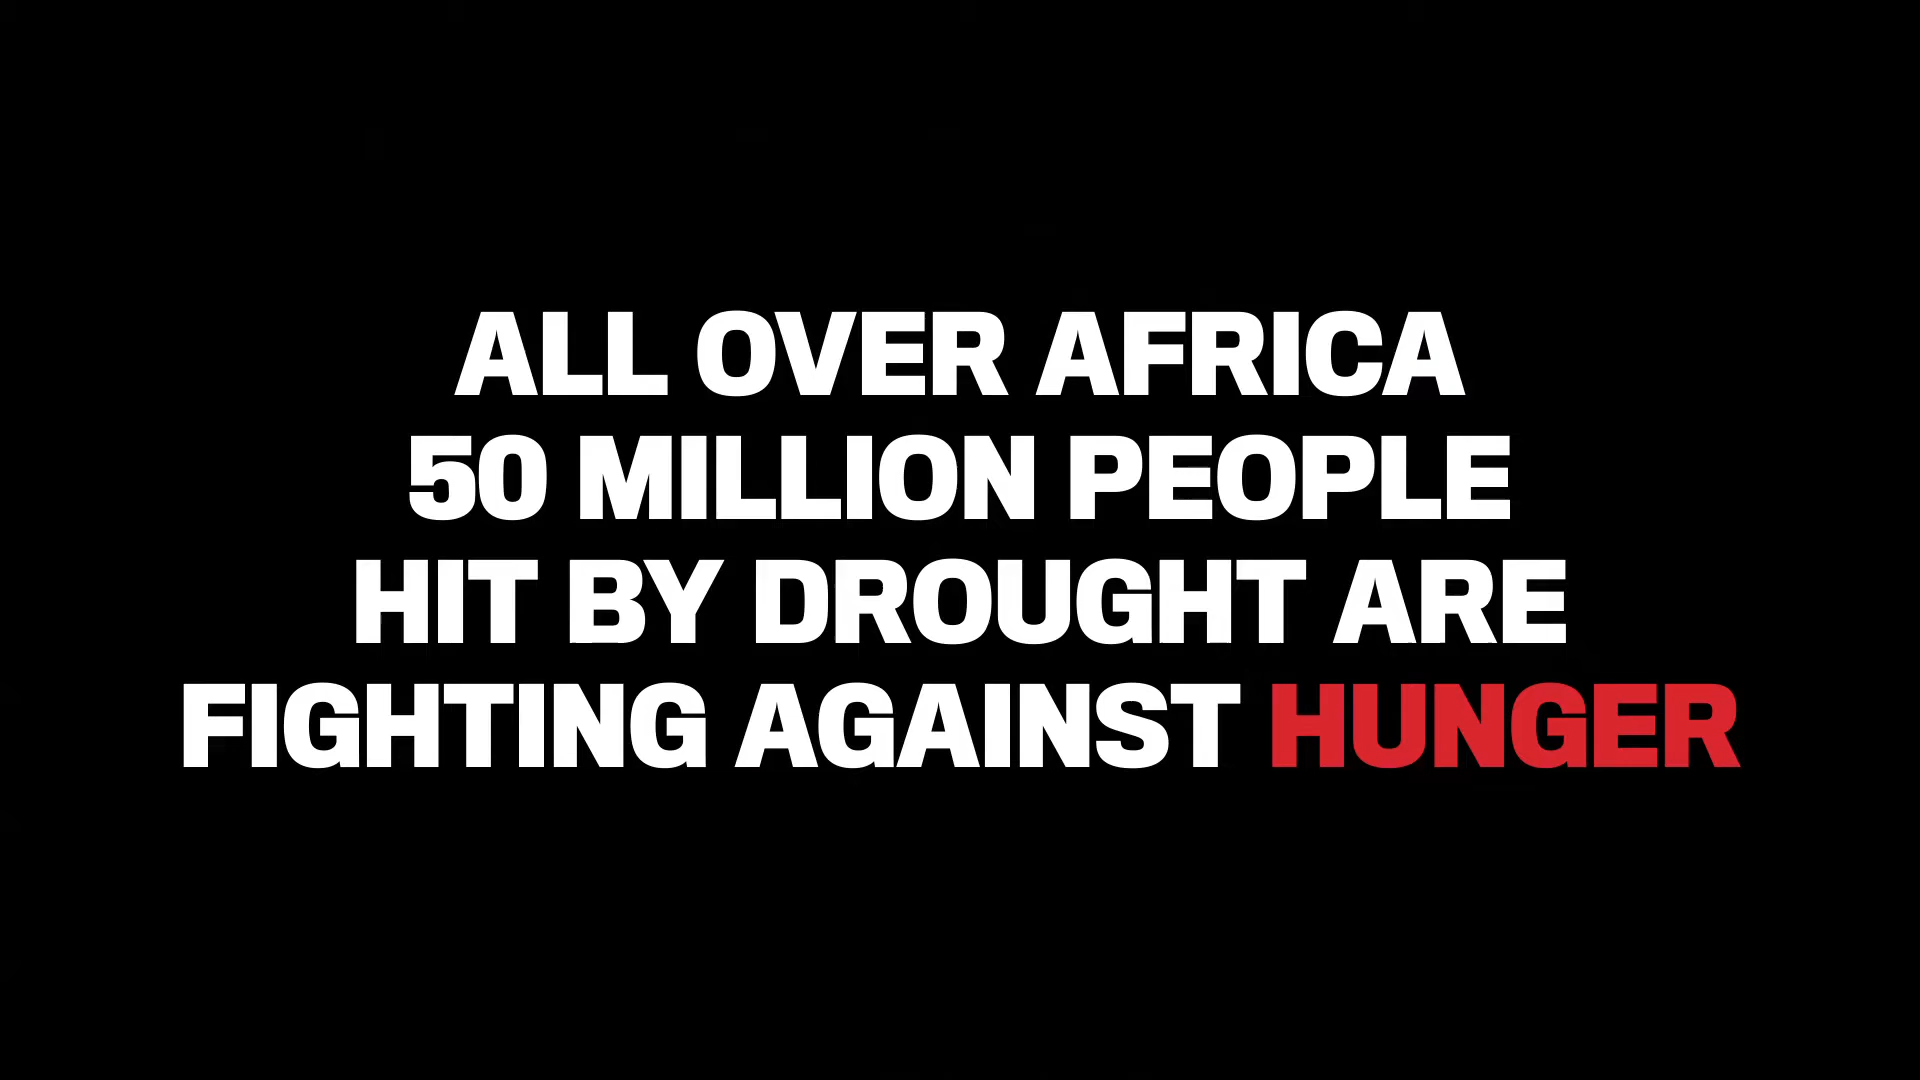 ALL OVER AFRICA
50 MILLION PEOPLE
HIT BY DROUGHT ARE
FIGHTING AGAINST HUNGER